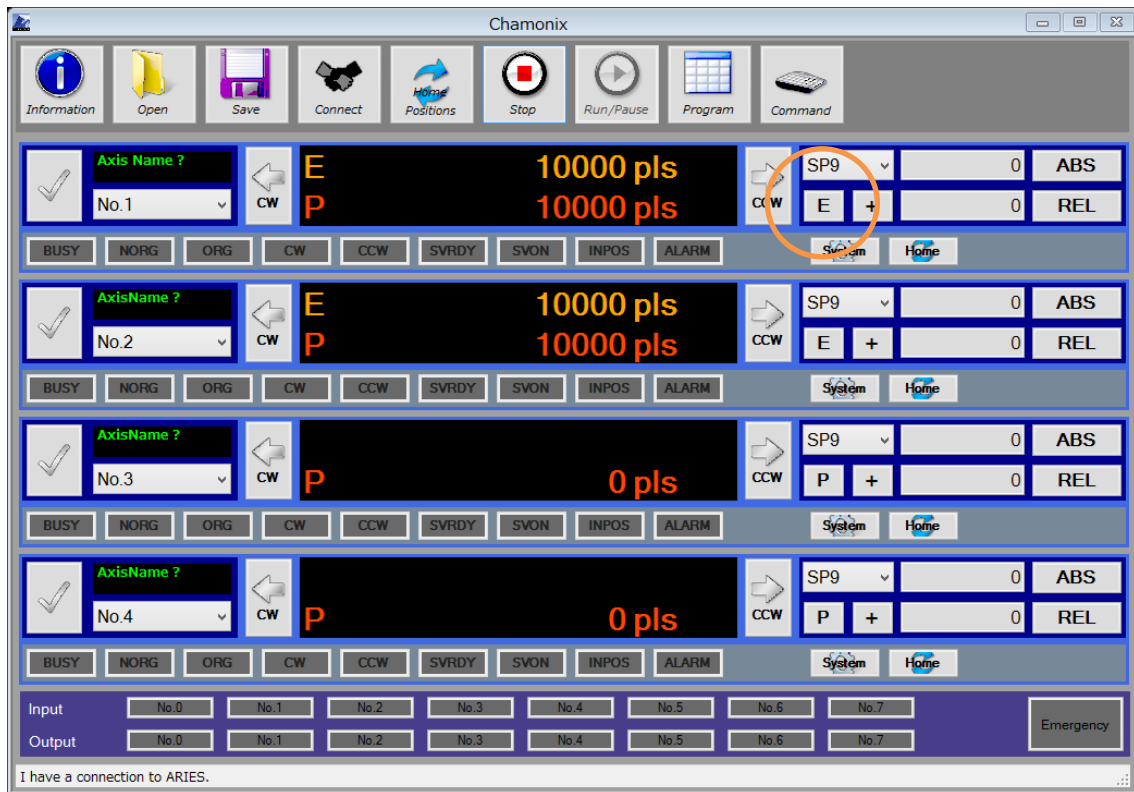 Chamonix
Information Open Save Connect Home Positions Stop Run/Pause Program Command
Axis Name ? E 10000 pls SP9 0 ABS
No.1 CW P 10000 pls CCW E + 0 REL
BUSY NORG ORG CW CCW SVRDY SVON INPOS ALARM System Home
AxisName ? E 10000 pls SP9 0 ABS
No.2 CW P 10000 pls CCW E + 0 REL
BUSY NORG ORG CW CCW SVRDY SVON INPOS ALARM System Home
AxisName ? SP9 0 ABS
No.3 CW P 0 pls CCW P + 0 REL
BUSY NORG ORG CW CCW SVRDY SVON INPOS ALARM System Home
AxisName ? SP9 0 ABS
No.4 CW P 0 pls CCW P + 0 REL
BUSY NORG ORG CW CCW SVRDY SVON INPOS ALARM System Home
Input No.0 No.1 No.2 No.3 No.4 No.5 No.6 No.7
Output No.0 No.1 No.2 No.3 No.4 No.5 No.6 No.7
Emergency
I have a connection to ARIES.